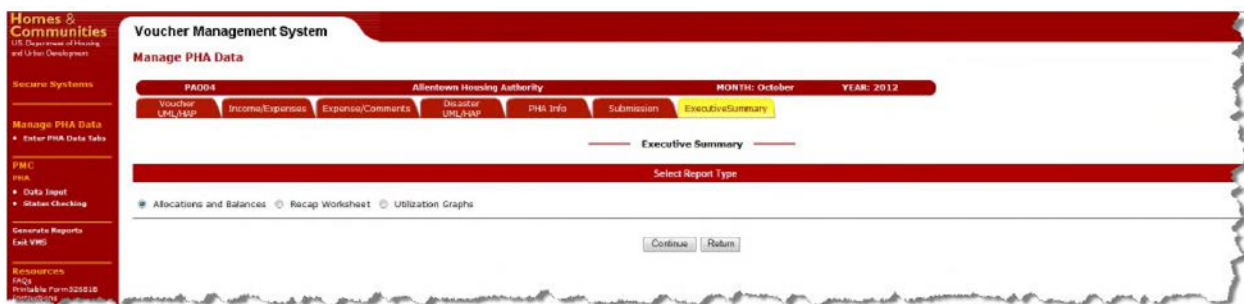 Homes &
Communities
U.S. Department of Housing
and Urban Development
Voucher Management System
Manage PHA Data
Secure Systems
PA004 Allentown Housing Authority MONTH: October YEAR: 2012
Voucher UML/HAP Income/Expenses Expense/Comments Disaster UML/HAP PHA Info Submission ExecutiveSummary
Manage PHA Data
• Enter PHA Data Tabs
Executive Summary
PMC
PHA
Select Report Type
• Data Input
• Status Checking
Allocations and Balances Recap Worksheet Utilization Graphs
Generate Reports
Exit VMS
Continue Return
Resources
FAQs
Printable Form52681B
Instructions